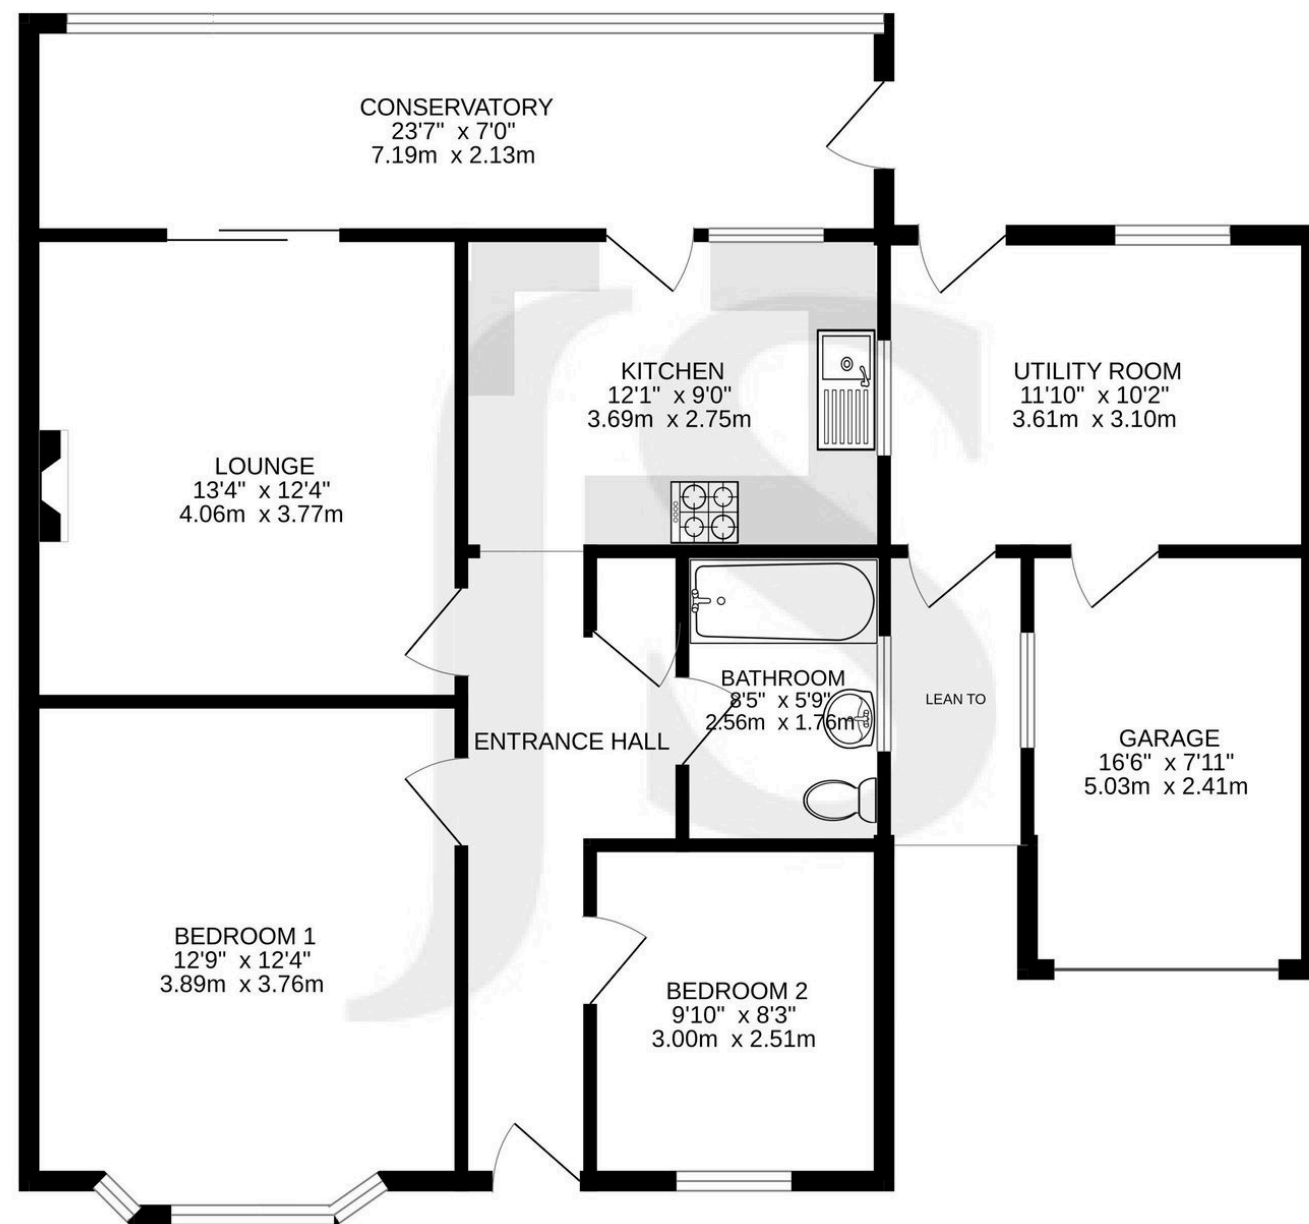 CONSERVATORY
23'7" x 7'0"
7.19m x 2.13m
KITCHEN
12'1" x 9'0"
3.69m x 2.75m
UTILITY ROOM
11'10" x 10'2"
3.61m x 3.10m
LOUNGE
13'4" x 12'4"
4.06m x 3.77m
BATHROOM
8'5" x 5'9"
2.56m x 1.76m
LEAN TO
ENTRANCE HALL
GARAGE
16'6" x 7'11"
5.03m x 2.41m
BEDROOM 1
12'9" x 12'4"
3.89m x 3.76m
BEDROOM 2
9'10" x 8'3"
3.00m x 2.51m
JS